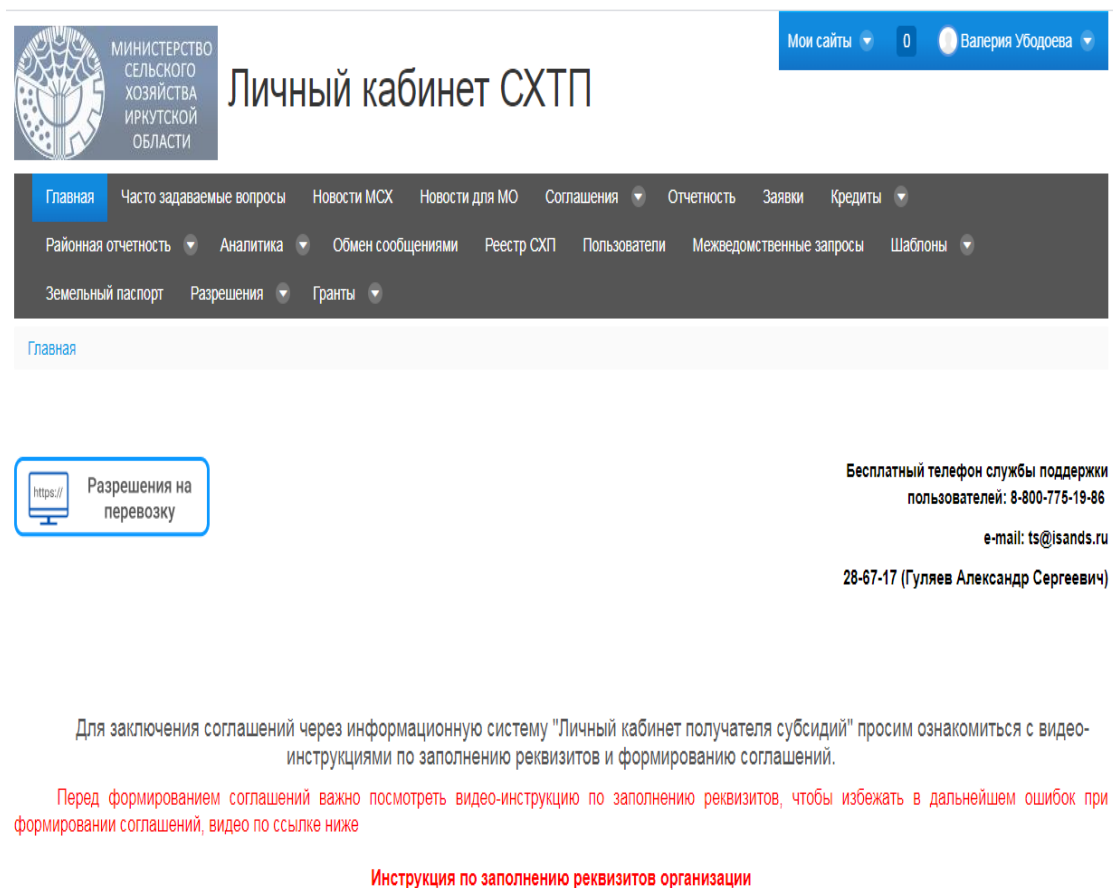 МИНИСТЕРСТВО
СЕЛЬСКОГО
ХОЗЯЙСТВА
ИРКУТСКОЙ
ОБЛАСТИ
Личный кабинет СХТП
Мои сайты 0 Валерия Убодоева
Главная Часто задаваемые вопросы Новости МСХ Новости для МО Соглашения Отчетность Заявки Кредиты
Районная отчетность Аналитика Обмен сообщениями Реестр СХП Пользователи Межведомственные запросы Шаблоны
Земельный паспорт Разрешения Гранты
Главная
https://
Разрешения на
перевозку
Бесплатный телефон службы поддержки
пользователей: 8-800-775-19-86
e-mail: ts@isands.ru
28-67-17 (Гуляев Александр Сергеевич)
Для заключения соглашений через информационную систему "Личный кабинет получателя субсидий" просим ознакомиться с видео-
инструкциями по заполнению реквизитов и формированию соглашений.
Перед формированием соглашений важно посмотреть видео-инструкцию по заполнению реквизитов, чтобы избежать в дальнейшем ошибок при
формировании соглашений, видео по ссылке ниже
Инструкция по заполнению реквизитов организации